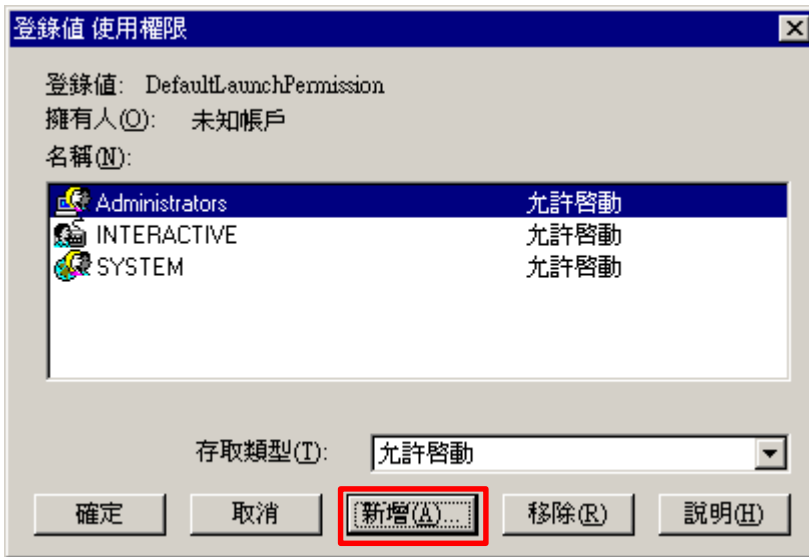 登錄值 使用權限
登錄值: DefaultLaunchPermission
擁有人(O): 未知帳戶
名稱(N):
Administrators 允許啓動
INTERACTIVE 允許啓動
SYSTEM 允許啓動
存取類型(T): 允許啓動
確定 取消 新增(A)... 移除(R) 說明(H)